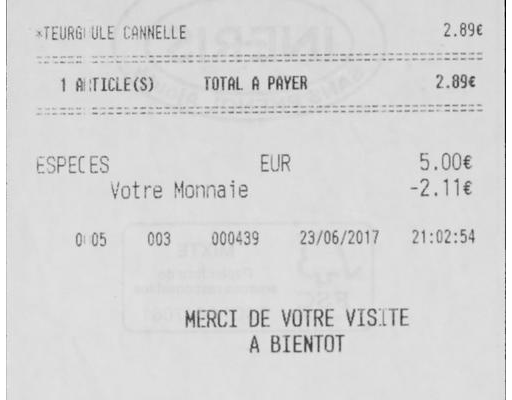 *TEURGOULE CANNELLE 2.89€
1 ARTICLE(S) TOTAL A PAYER 2.89€
ESPECES EUR 5.00€
Votre Monnaie -2.11€
0005 003 000439 23/06/2017 21:02:54
MERCI DE VOTRE VISITE
A BIENTOT